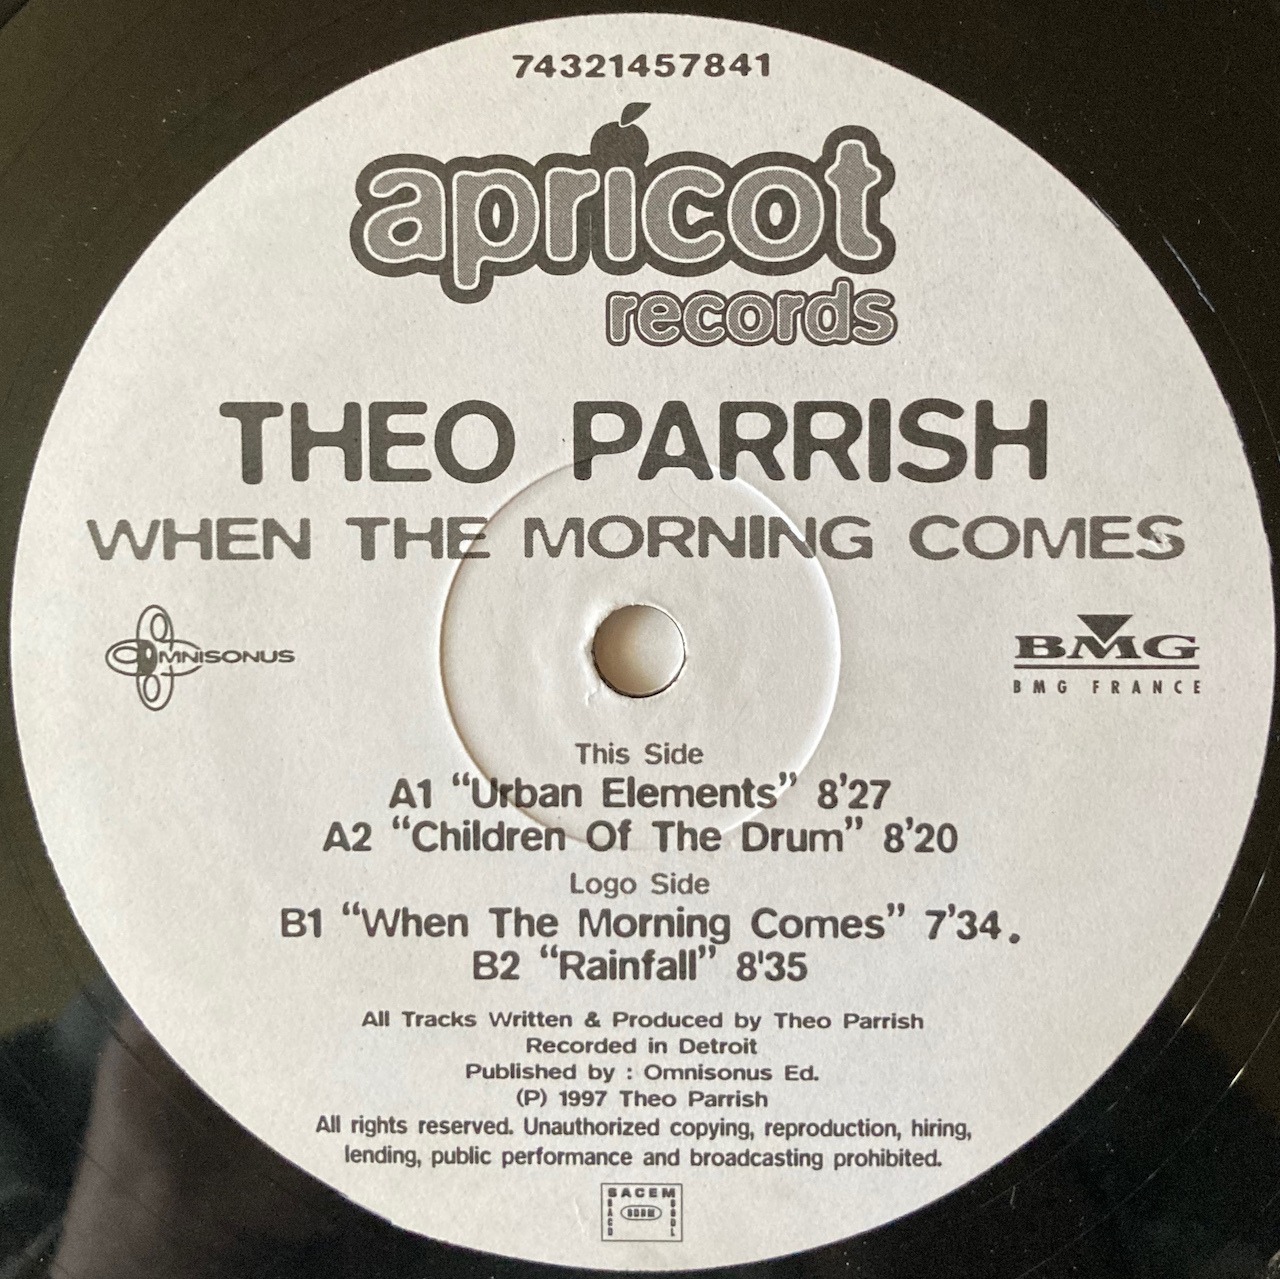 74321457841
apricot
records
THEO PARRISH
WHEN THE MORNING COMES
OMNISONUS
BMG
BMG FRANCE
This Side
A1 “Urban Elements” 8’27
A2 “Children Of The Drum” 8’20
Logo Side
B1 “When The Morning Comes” 7’34.
B2 “Rainfall” 8'35
All Tracks Written & Produced by Theo Parrish
Recorded in Detroit
Published by : Omnisonus Ed.
(P) 1997 Theo Parrish
All rights reserved. Unauthorized copying, reproduction, hiring,
lending, public performance and broadcasting prohibited.
SACEM
SACD
SDRM
SGDL